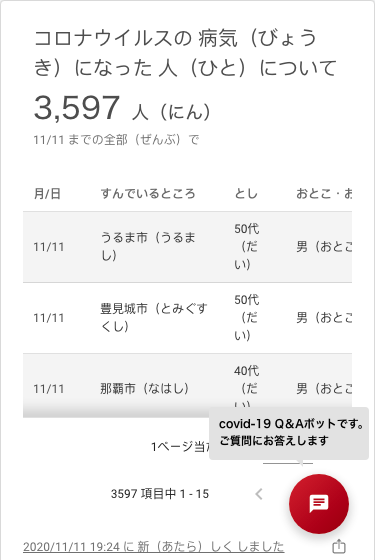 コロナウイルスの 病気（びょう
き）になった 人（ひと）について
3,597 人（にん）
11/11 までの全部（ぜんぶ）で
月/日 すんでいるところ とし おとこ・お
11/11 うるま市（うるま
し） 50代
（だ
い） 男（おとこ
11/11 豊見城市（とみぐす
くし） 50代
（だ
い） 男（おとこ
11/11 那覇市（なはし） 40代
（だ
い） 男（おとこ
covid-19 Q&Aボットです。
ご質問にお答えします
1ページ当た
3597 項目中 1 - 15
2020/11/11 19:24 に 新（あたら）しく しました